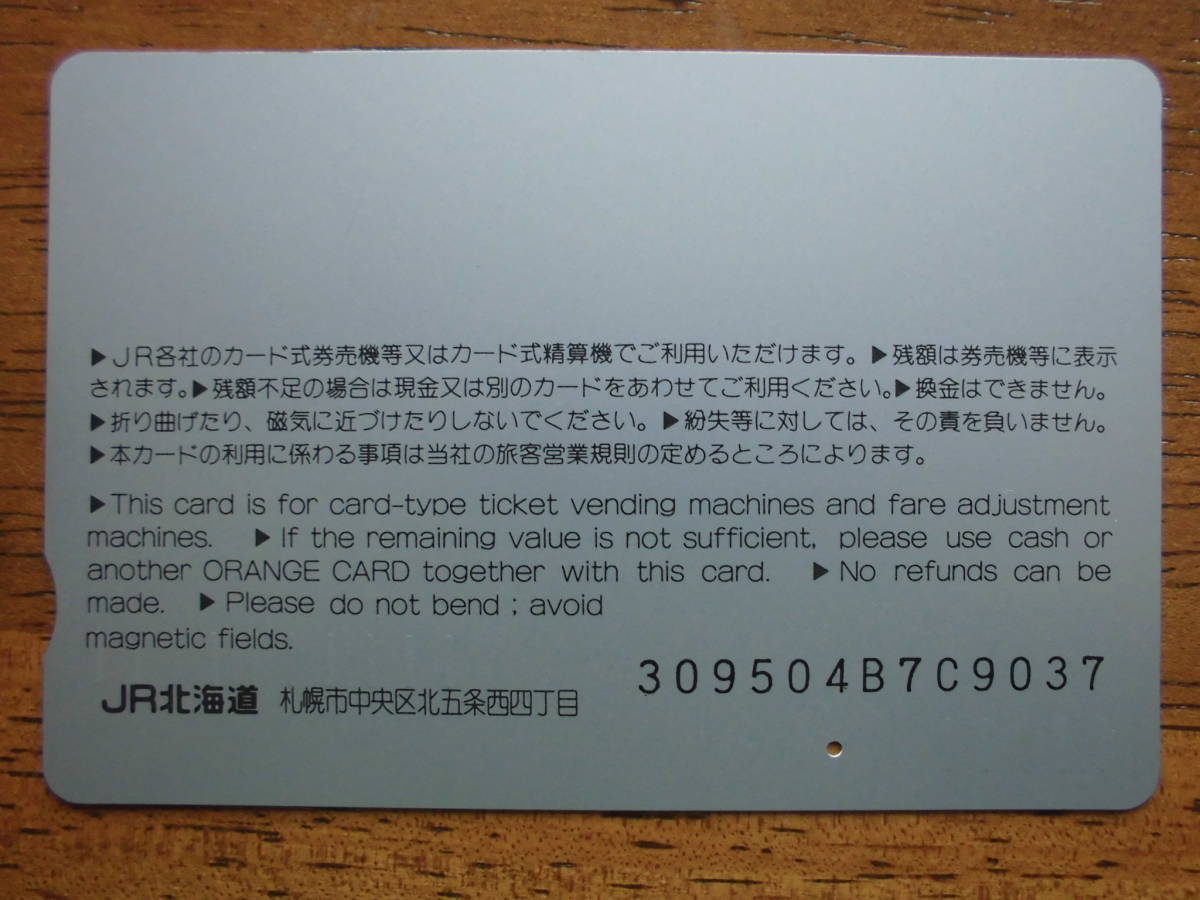 ▶JR各社のカード式券売機等又はカード式精算機でご利用いただけます。▶残額は券売機等に表示
されます。▶残額不足の場合は現金又は別のカードをあわせてご利用ください。▶換金はできません。
▶折り曲げたり、磁気に近づけたりしないでください。▶紛失等に対しては、その責を負いません。
▶本カードの利用に係わる事項は当社の旅客営業規則の定めるところによります。
▶This card is for card-type ticket vending machines and fare adjustment
machines. ▶If the remaining value is not sufficient, please use cash or
another ORANGE CARD together with this card. ▶No refunds can be
made. ▶Please do not bend ; avoid
magnetic fields.
309504B7C9037
JR北海道 札幌市中央区北五条西四丁目